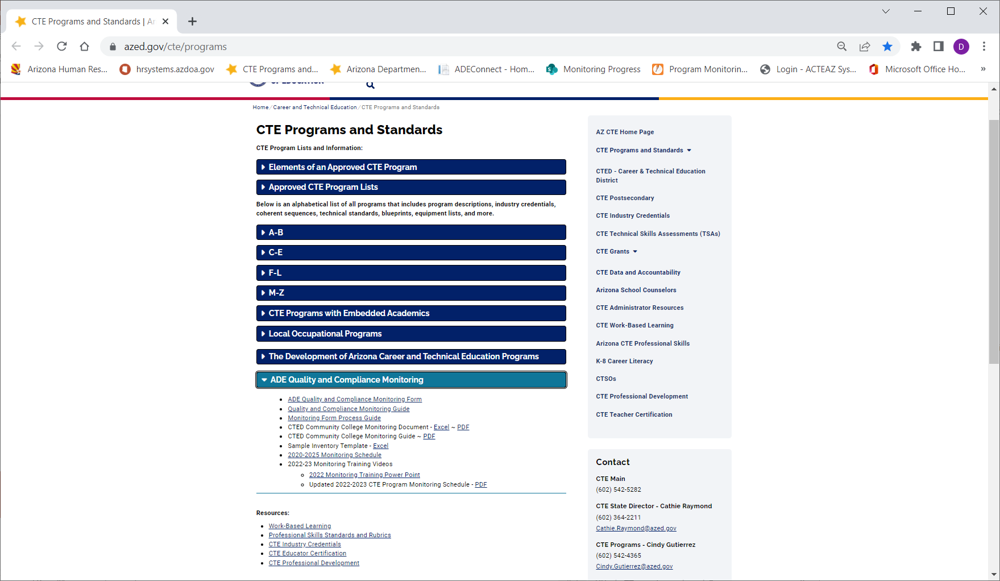 CTE Programs and Standards | Ar
azed.gov/cte/programs
Arizona Human Res...
hrsystems.azdoa.gov
CTE Programs and...
Arizona Departmen...
ADEConnect - Hom...
Monitoring Progress
Program Monitorin...
Login - ACTEAZ Sys...
Microsoft Office Ho...
»
D
OF EDUCATION
Home / Career and Technical Education / CTE Programs and Standards
CTE Programs and Standards
CTE Program Lists and Information:
Elements of an Approved CTE Program
Approved CTE Program Lists
Below is an alphabetical list of all programs that includes program descriptions, industry credentials,
coherent sequences, technical standards, blueprints, equipment lists, and more.
A-B
C-E
F-L
M-Z
CTE Programs with Embedded Academics
Local Occupational Programs
The Development of Arizona Career and Technical Education Programs
ADE Quality and Compliance Monitoring
ADE Quality and Compliance Monitoring Form
Quality and Compliance Monitoring Guide
Monitoring Form Process Guide
CTED Community College Monitoring Document - Excel ~ PDF
CTED Community College Monitoring Guide ~ PDF
Sample Inventory Template - Excel
2020-2025 Monitoring Schedule
2022-23 Monitoring Training Videos
2022 Monitoring Training Power Point
Updated 2022-2023 CTE Program Monitoring Schedule - PDF
Resources:
Work-Based Learning
Professional Skills Standards and Rubrics
CTE Industry Credentials
CTE Educator Certification
CTE Professional Development
AZ CTE Home Page
CTE Programs and Standards
CTED - Career & Technical Education
District
CTE Postsecondary
CTE Industry Credentials
CTE Technical Skills Assessments (TSAs)
CTE Grants
CTE Data and Accountability
Arizona School Counselors
CTE Administrator Resources
CTE Work-Based Learning
Arizona CTE Professional Skills
K-8 Career Literacy
CTSOs
CTE Professional Development
CTE Teacher Certification
Contact
CTE Main
(602) 542-5282
CTE State Director - Cathie Raymond
(602) 364-2211
Cathie.Raymond@azed.gov
CTE Programs - Cindy Gutierrez
(602) 542-4365
Cindy.Gutierrez@azed.gov